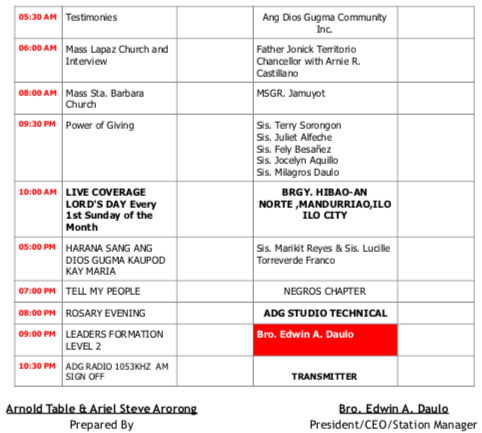 05:30 AM Testimonies Ang Dios Gugma Community
Inc.
06:00 AM Mass Lapaz Church and Father Jonick Territorio
Interview Chancellor with Arnie R.
Castillano
08:00 AM Mass Sta. Barbara MSGR. Jamuyot
Church
09:30 PM Power of Giving Sis. Terry Sorongon
Sis. Juliet Alfeche
Sis. Fely Besañez
Sis. Jocelyn Aquillo
Sis. Milagros Daulo
10:00 AM LIVE COVERAGE BRGY. HIBAO-AN
LORD'S DAY Every NORTE ,MANDURRIAO,ILO
1st Sunday of the ILO CITY
Month
05:00 PM HARANA SANG ANG Sis. Marikit Reyes & Sis. Lucille
DIOS GUGMA KAUPOD Torreverde Franco
KAY MARIA
07:00 PM TELL MY PEOPLE NEGROS CHAPTER
08:00 PM ROSARY EVENING ADG STUDIO TECHNICAL
09:00 PM LEADERS FORMATION Bro. Edwin A. Daulo
LEVEL 2
10:30 PM ADG RADIO 1053KHZ AM
SIGN OFF TRANSMITTER
Arnold Table & Ariel Steve Arorong Bro. Edwin A. Daulo
Prepared By President/CEO/Station Manager